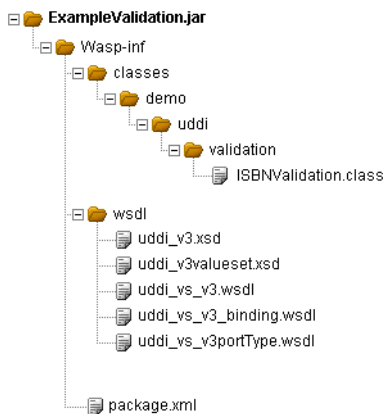 ExampleValidation.jar
Wasp-inf
classes
demo
uddi
validation
ISBNValidation.class
wsdl
uddi_v3.xsd
uddi_v3valueset.xsd
uddi_vs_v3.wsdl
uddi_vs_v3_binding.wsdl
uddi_vs_v3portType.wsdl
package.xml